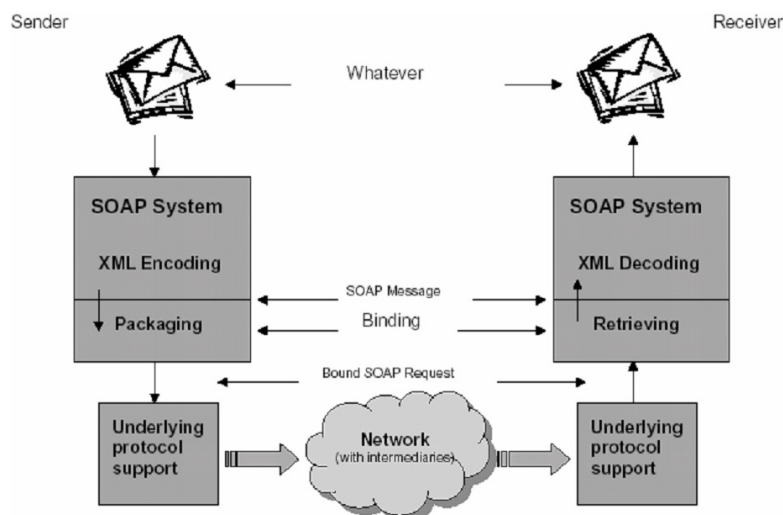 Sender
Receiver
Whatever
SOAP System
SOAP System
XML Encoding
XML Decoding
SOAP Message
Packaging
Binding
Retrieving
Bound SOAP Request
Underlying
protocol
support
Network
(with intermediaries)
Underlying
protocol
support